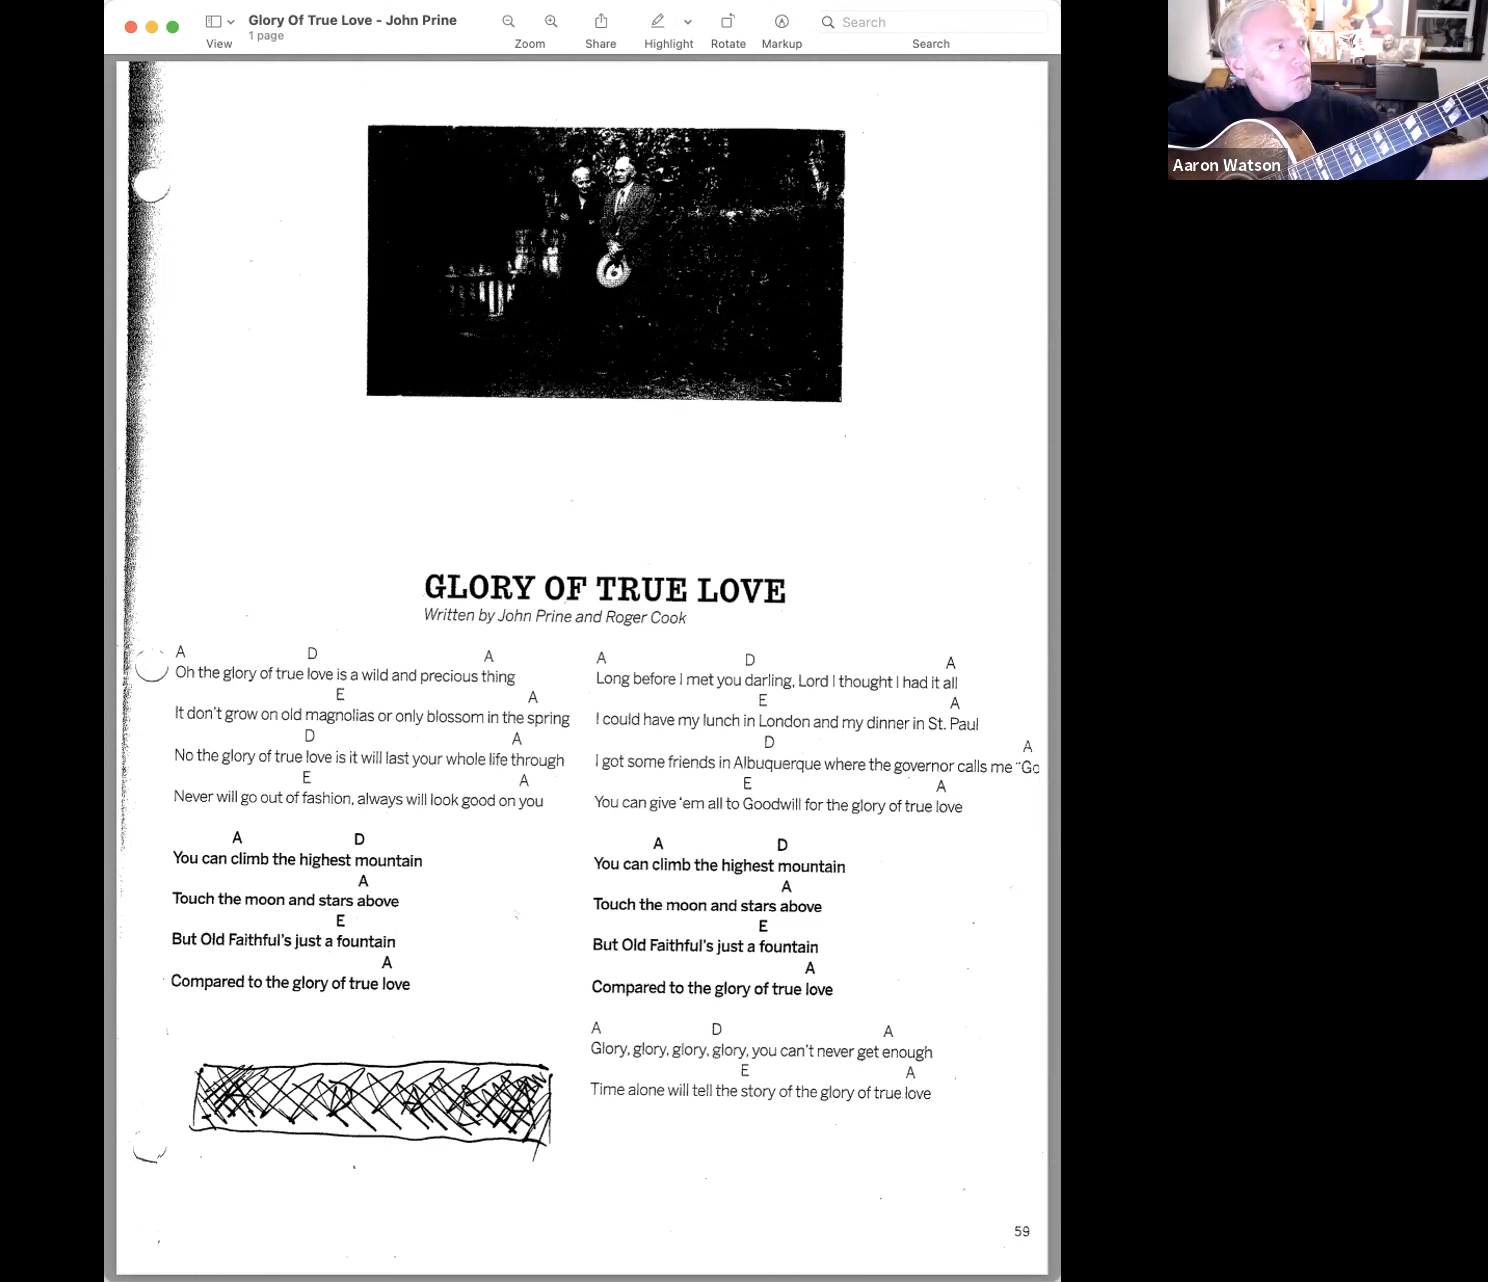 Glory Of True Love - John Prine
1 page
View
Zoom
Share
Highlight
Rotate
Markup
Search
Search
Aaron Watson
GLORY OF TRUE LOVE
Written by John Prine and Roger Cook
A D A
Oh the glory of true love is a wild and precious thing
E A
It don't grow on old magnolias or only blossom in the spring
D A
No the glory of true love is it will last your whole life through
E A
Never will go out of fashion, always will look good on you
A D
You can climb the highest mountain
A
Touch the moon and stars above
E
But Old Faithful's just a fountain
A
Compared to the glory of true love
A D A
Long before I met you darling, Lord I thought I had it all
E A
I could have my lunch in London and my dinner in St. Paul
D A
I got some friends in Albuquerque where the governor calls me "Go
E A
You can give 'em all to Goodwill for the glory of true love
A D
You can climb the highest mountain
A
Touch the moon and stars above
E
But Old Faithful's just a fountain
A
Compared to the glory of true love
A D A
Glory, glory, glory, glory, you can't never get enough
E A
Time alone will tell the story of the glory of true love
59